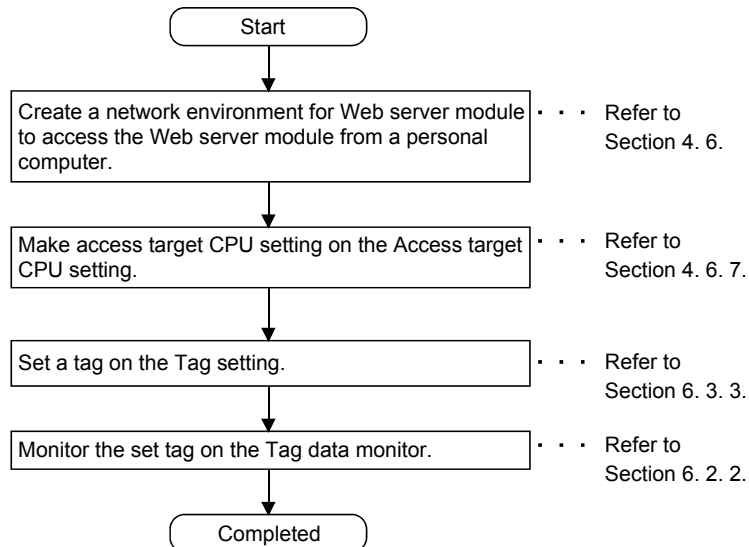 Start
Create a network environment for Web server module
to access the Web server module from a personal
computer.
· · · Refer to
Section 4. 6.
Make access target CPU setting on the Access target
CPU setting.
· · · Refer to
Section 4. 6. 7.
Set a tag on the Tag setting.
· · · Refer to
Section 6. 3. 3.
Monitor the set tag on the Tag data monitor.
· · · Refer to
Section 6. 2. 2.
Completed